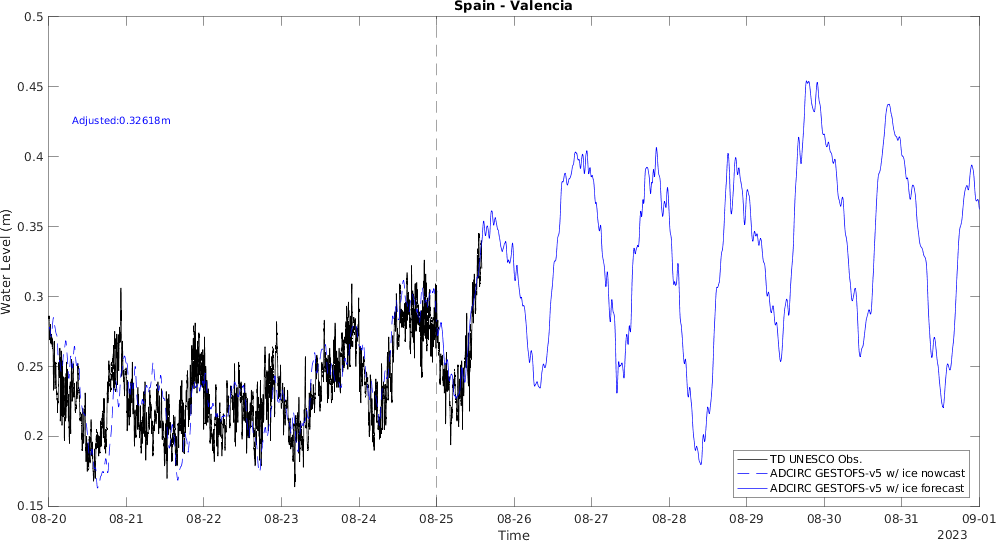 Spain - Valencia
0.5
0.45
Adjusted:0.32618m
0.4
0.35
Water Level (m)
0.3
0.25
0.2
0.15
TD UNESCO Obs.
ADCIRC GESTOFS-v5 w/ ice nowcast
ADCIRC GESTOFS-v5 w/ ice forecast
08-20 08-21 08-22 08-23 08-24 08-25 08-26 08-27 08-28 08-29 08-30 08-31 09-01
Time
2023